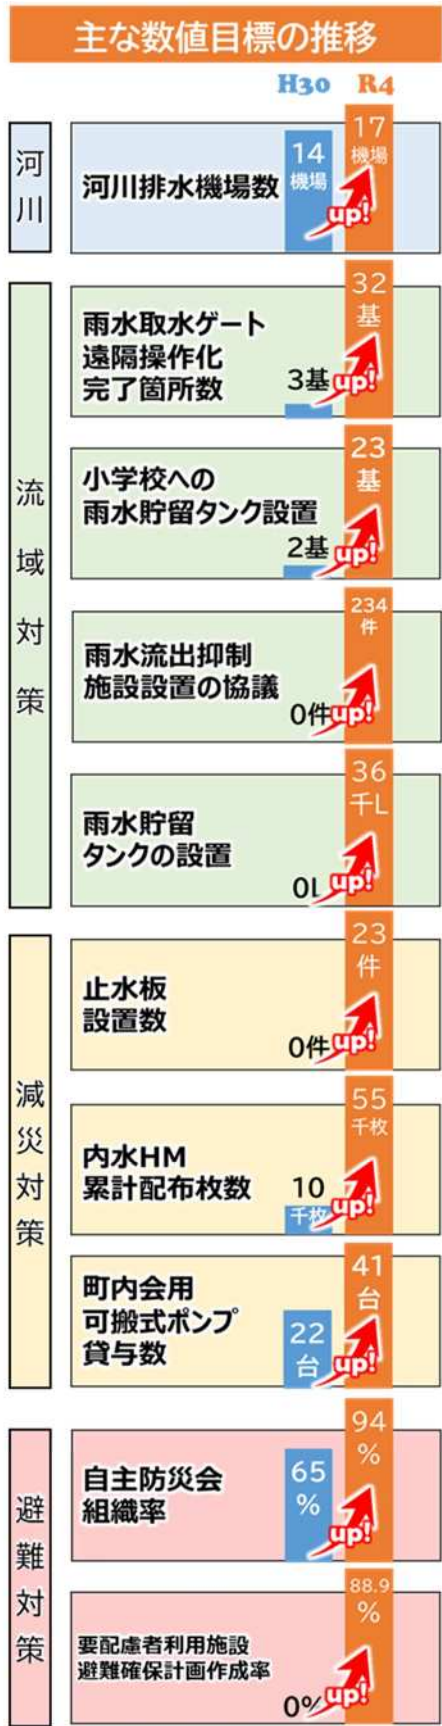 主な数値目標の推移
H30 R4
河川
河川排水機場数
14
機場
17
機場
up!
流域対策
雨水取水ゲート
遠隔操作化
完了箇所数
3基
32
基
up!
小学校への
雨水貯留タンク設置
2基
23
基
up!
雨水流出抑制
施設設置の協議
0件
234
件
up!
雨水貯留
タンクの設置
0L
36
千L
up!
減災対策
止水板
設置数
0件
23
件
up!
内水HM
累計配布枚数
10
千枚
55
千枚
up!
町内会用
可搬式ポンプ
貸与数
22
台
41
台
up!
避難対策
自主防災会
組織率
65
%
94
%
up!
要配慮者利用施設
避難確保計画作成率
0%
88.9
%
up!